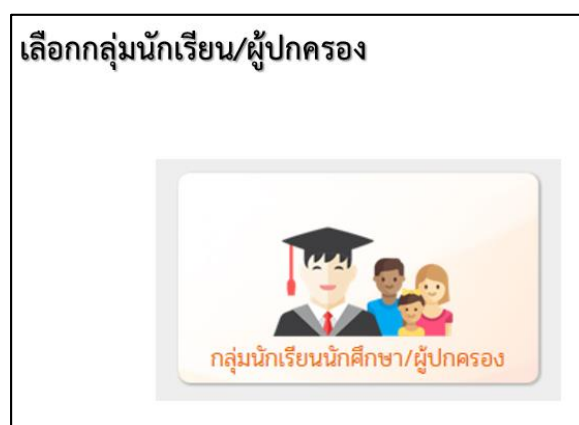 เลือกกลุ่มนักเรียน/ผู้ปกครอง
กลุ่มนักเรียนนักศึกษา/ผู้ปกครอง